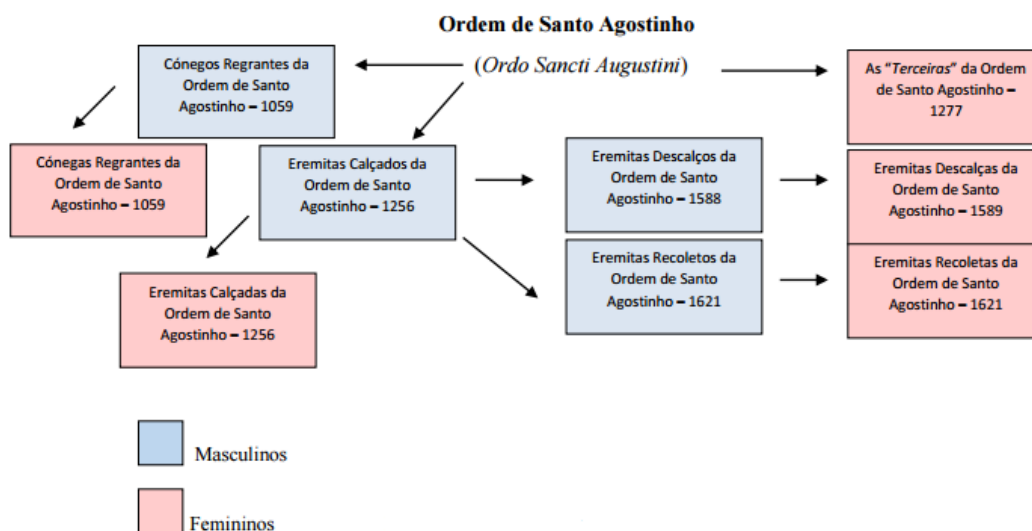 Ordem de Santo Agostinho
(Ordo Sancti Augustini)
Cónegos Regrantes da
Ordem de Santo
Agostinho – 1059
As “Terceiras” da Ordem
de Santo Agostinho –
1277
Cónegas Regrantes da
Ordem de Santo
Agostinho – 1059
Eremitas Calçados da
Ordem de Santo
Agostinho – 1256
Eremitas Descalços da
Ordem de Santo
Agostinho – 1588
Eremitas Descalças da
Ordem de Santo
Agostinho – 1589
Eremitas Recoletos da
Ordem de Santo
Agostinho – 1621
Eremitas Recoletas da
Ordem de Santo
Agostinho – 1621
Eremitas Calçadas da
Ordem de Santo
Agostinho – 1256
Masculinos
Femininos